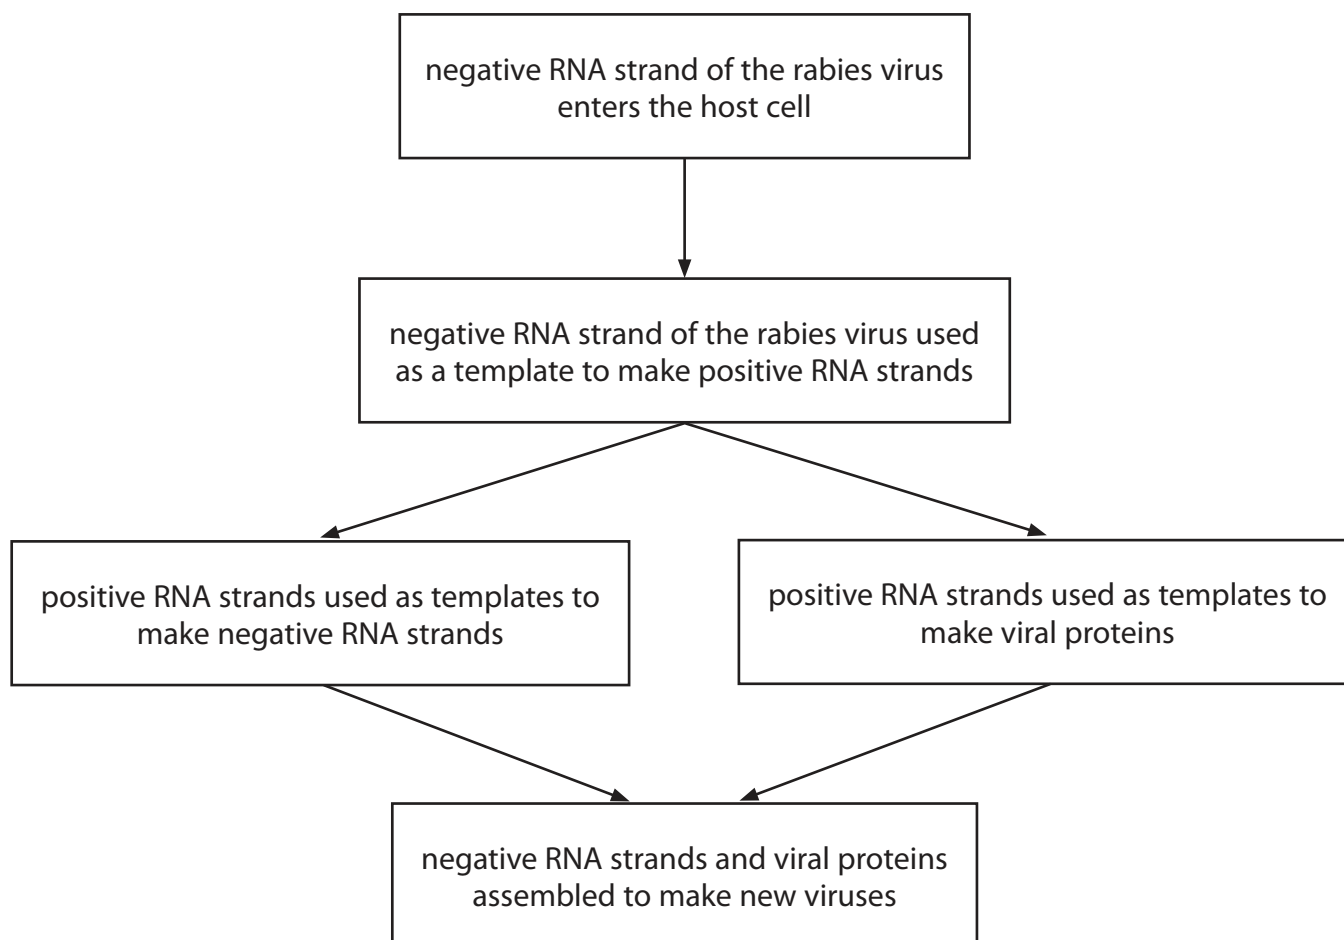 negative RNA strand of the rabies virus
enters the host cell
negative RNA strand of the rabies virus used
as a template to make positive RNA strands
positive RNA strands used as templates to
make negative RNA strands
positive RNA strands used as templates to
make viral proteins
negative RNA strands and viral proteins
assembled to make new viruses